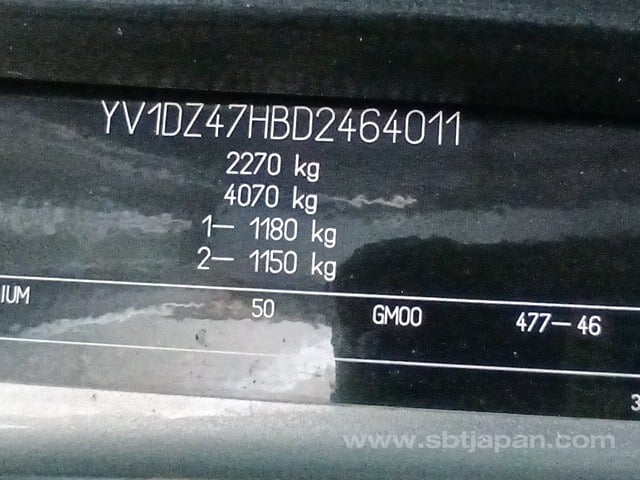 YV1DZ47HBD2464011
2270 kg
4070 kg
1— 1180 kg
2— 1150 kg
IUM 50 GM00 477—46
3
www.sbtjapan.com